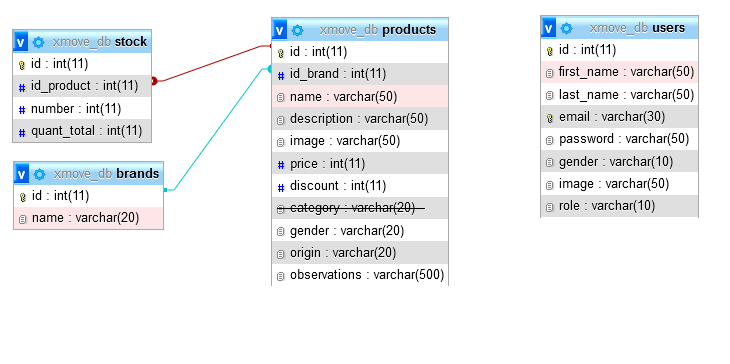 v xmove_db stock
id : int(11)
# id_product : int(11)
# number : int(11)
# quant_total : int(11)
v xmove_db brands
id : int(11)
name : varchar(20)
v xmove_db products
id : int(11)
# id_brand : int(11)
name : varchar(50)
description : varchar(50)
image : varchar(50)
# price : int(11)
# discount : int(11)
category : varchar(20)
gender : varchar(20)
origin : varchar(20)
observations : varchar(500)
v xmove_db users
id : int(11)
first_name : varchar(50)
last_name : varchar(50)
email : varchar(30)
password : varchar(50)
gender : varchar(10)
image : varchar(50)
role : varchar(10)